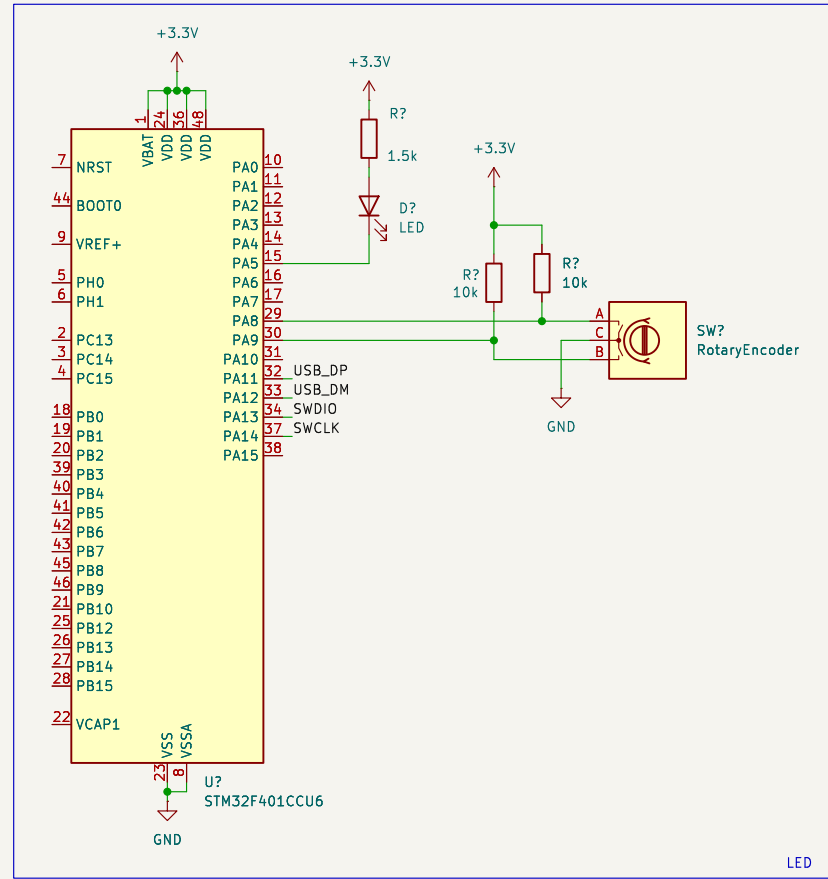 +3.3V
+3.3V
+3.3V
1
24
36
48
VBAT
VDD
VDD
VDD
R?
1.5k
D?
LED
7 NRST
44 BOOT0
9 VREF+
5 PH0
6 PH1
2 PC13
3 PC14
4 PC15
18 PB0
19 PB1
20 PB2
39 PB3
40 PB4
41 PB5
42 PB6
43 PB7
45 PB8
46 PB9
21 PB10
25 PB12
26 PB13
27 PB14
28 PB15
22 VCAP1
PA0 10
PA1 11
PA2 12
PA3 13
PA4 14
PA5 15
PA6 16
PA7 17
PA8 29
PA9 30
PA10 31
PA11 32 USB_DP
PA12 33 USB_DM
PA13 34 SWDIO
PA14 37 SWCLK
PA15 38
R?
10k
R?
10k
A
C
B
SW?
RotaryEncoder
GND
VSS
VSSA
23
8
U?
STM32F401CCU6
GND
LED